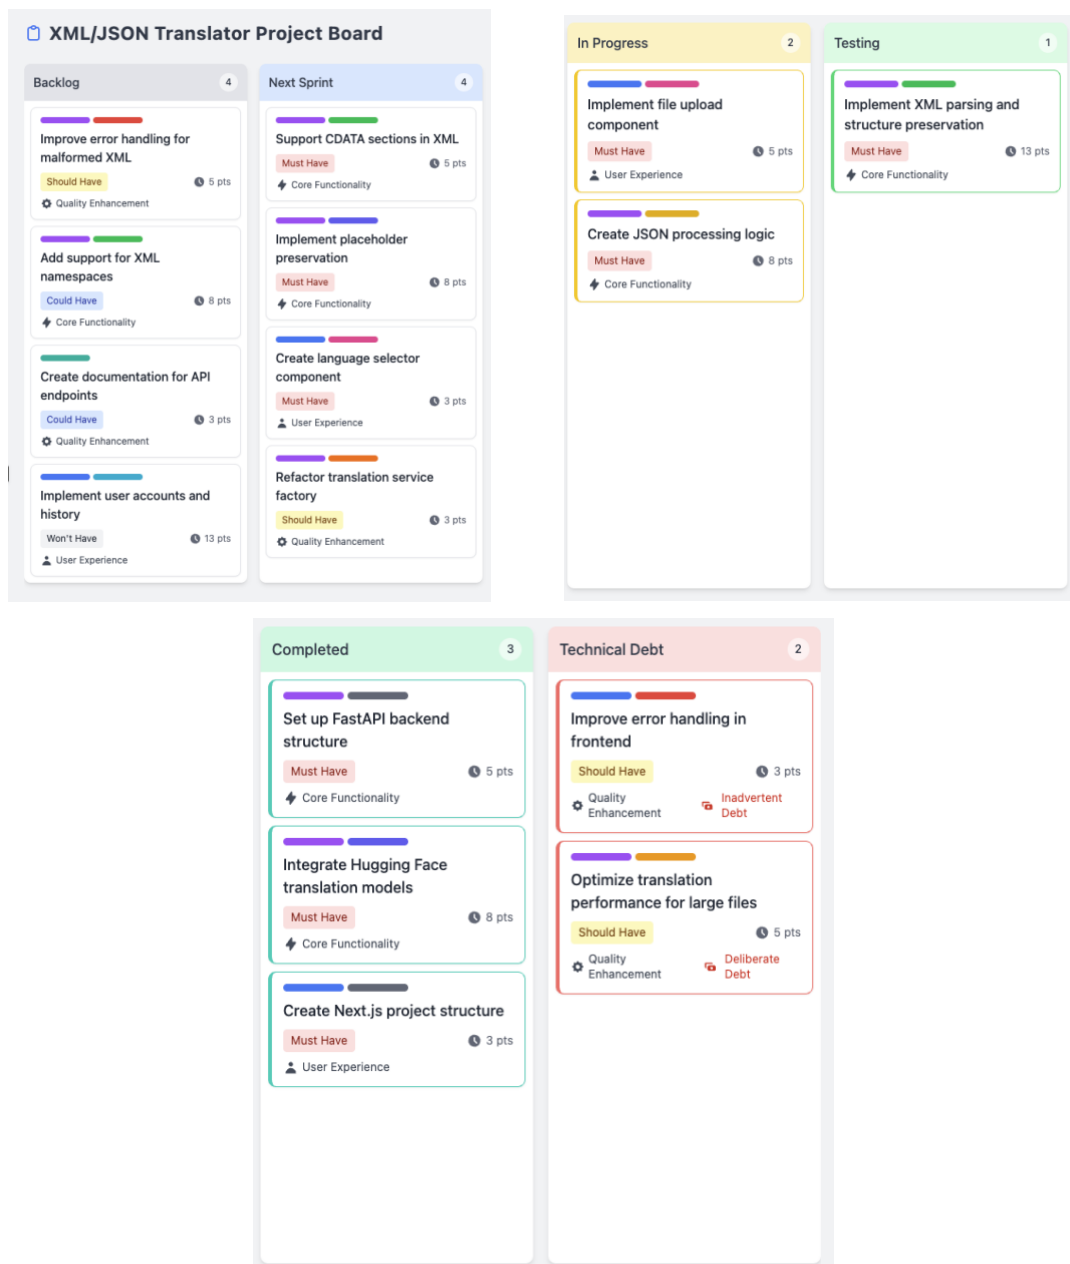 XML/JSON Translator Project Board
Backlog 4
Improve error handling for
malformed XML
Should Have 5 pts
Quality Enhancement
Add support for XML
namespaces
Could Have 8 pts
Core Functionality
Create documentation for API
endpoints
Could Have 3 pts
Quality Enhancement
Implement user accounts and
history
Won't Have 13 pts
User Experience
Next Sprint 4
Support CDATA sections in XML
Must Have 5 pts
Core Functionality
Implement placeholder
preservation
Must Have 8 pts
Core Functionality
Create language selector
component
Must Have 3 pts
User Experience
Refactor translation service
factory
Should Have 3 pts
Quality Enhancement
In Progress 2
Implement file upload
component
Must Have 5 pts
User Experience
Create JSON processing logic
Must Have 8 pts
Core Functionality
Testing 1
Implement XML parsing and
structure preservation
Must Have 13 pts
Core Functionality
Completed 3
Set up FastAPI backend
structure
Must Have 5 pts
Core Functionality
Integrate Hugging Face
translation models
Must Have 8 pts
Core Functionality
Create Next.js project structure
Must Have 3 pts
User Experience
Technical Debt 2
Improve error handling in
frontend
Should Have 3 pts
Quality
Enhancement
Inadvertent
Debt
Optimize translation
performance for large files
Should Have 5 pts
Quality
Enhancement
Deliberate
Debt